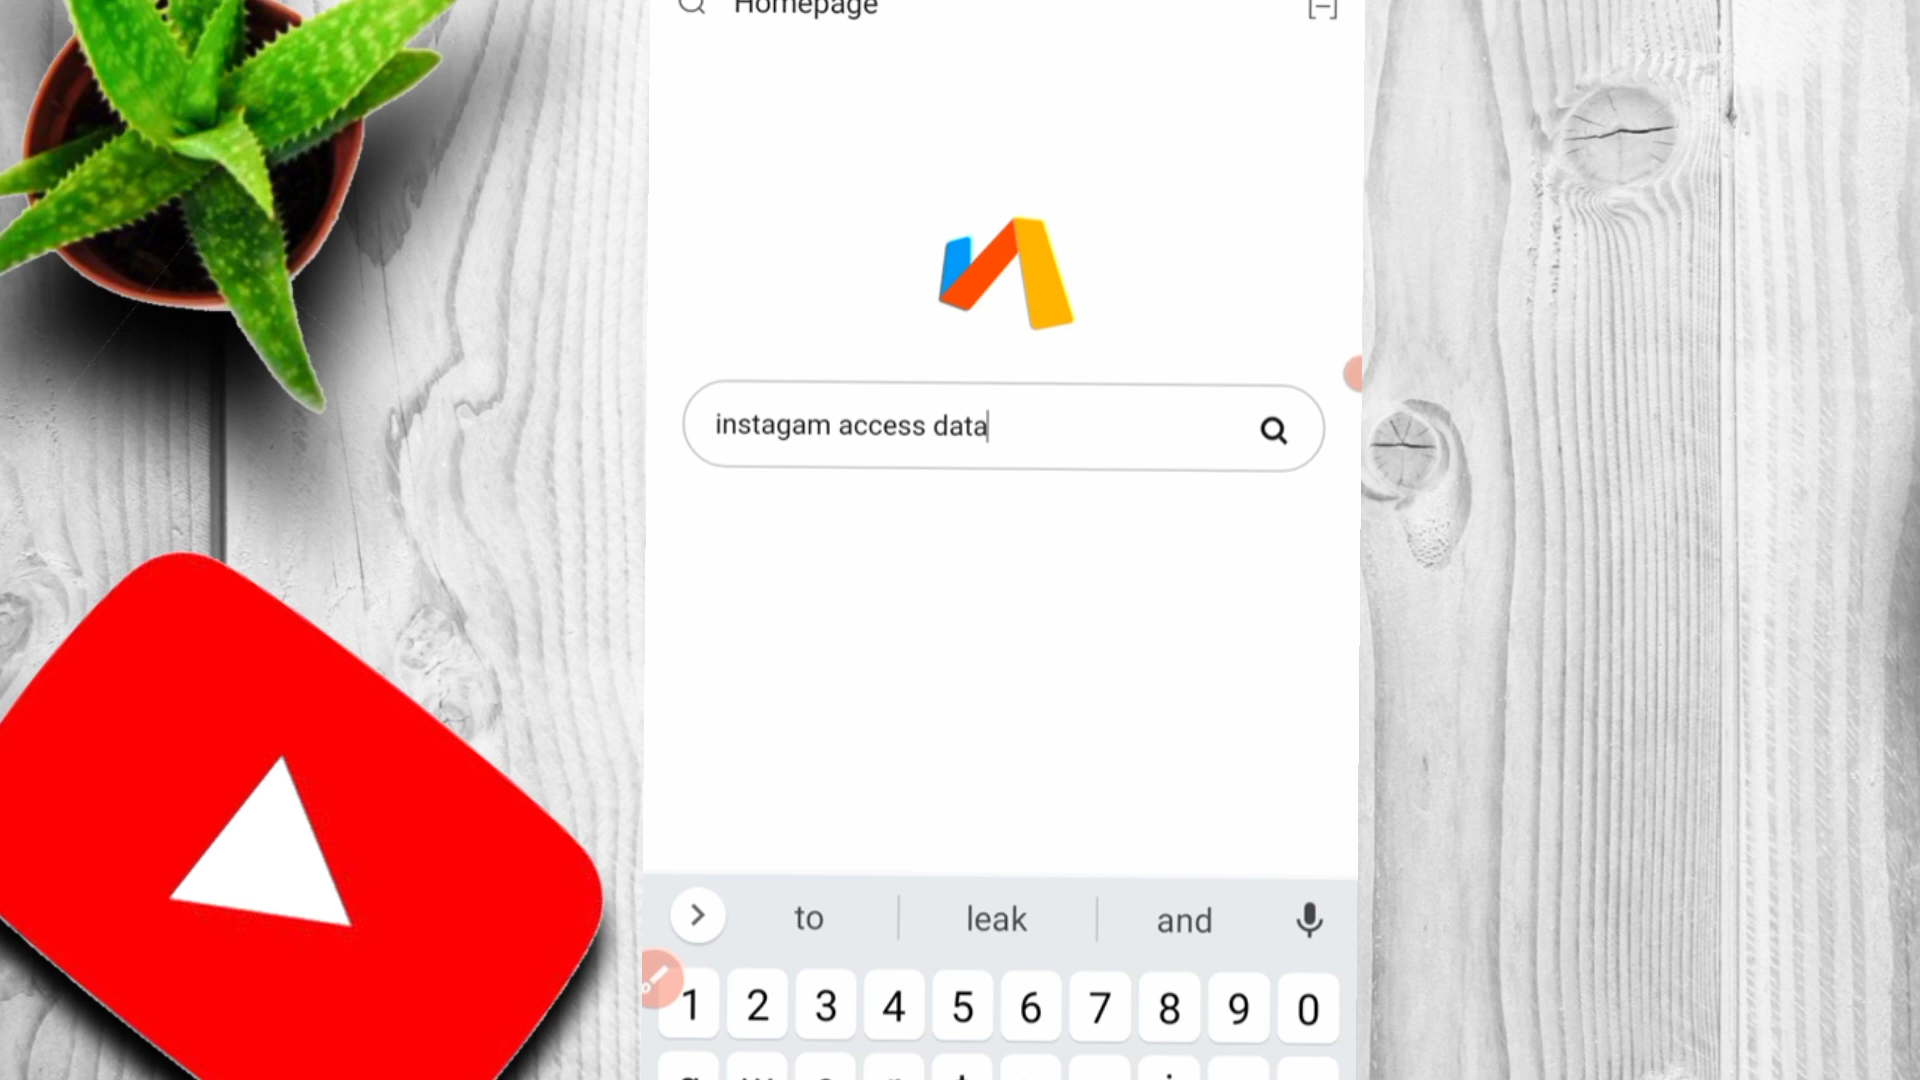 Homepage
instagam access data
to leak and
1 2 3 4 5 6 7 8 9 0